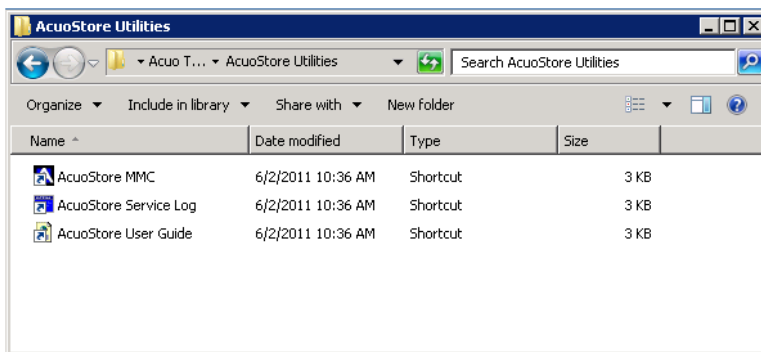 AcuoStore Utilities
Acuo T... AcuoStore Utilities Search AcuoStore Utilities
Organize Include in library Share with New folder
Name Date modified Type Size
AcuoStore MMC 6/2/2011 10:36 AM Shortcut 3 KB
AcuoStore Service Log 6/2/2011 10:36 AM Shortcut 3 KB
AcuoStore User Guide 6/2/2011 10:36 AM Shortcut 3 KB